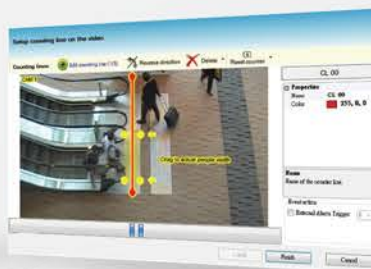 Setup counting line on the video
Counting lines: Add counting line (1/5) Reverse direction Delete Reset counter
Drag to adjust people width
CL 00
Properties
Name CL 00
Color 255, 0, 0
Name
Name of the counter line
External Alarm Trigger
Finish
Cancel